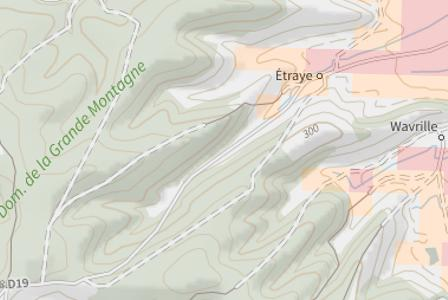 Étraye
Wavrille
300
Dom. de la Grande Montagne
D19